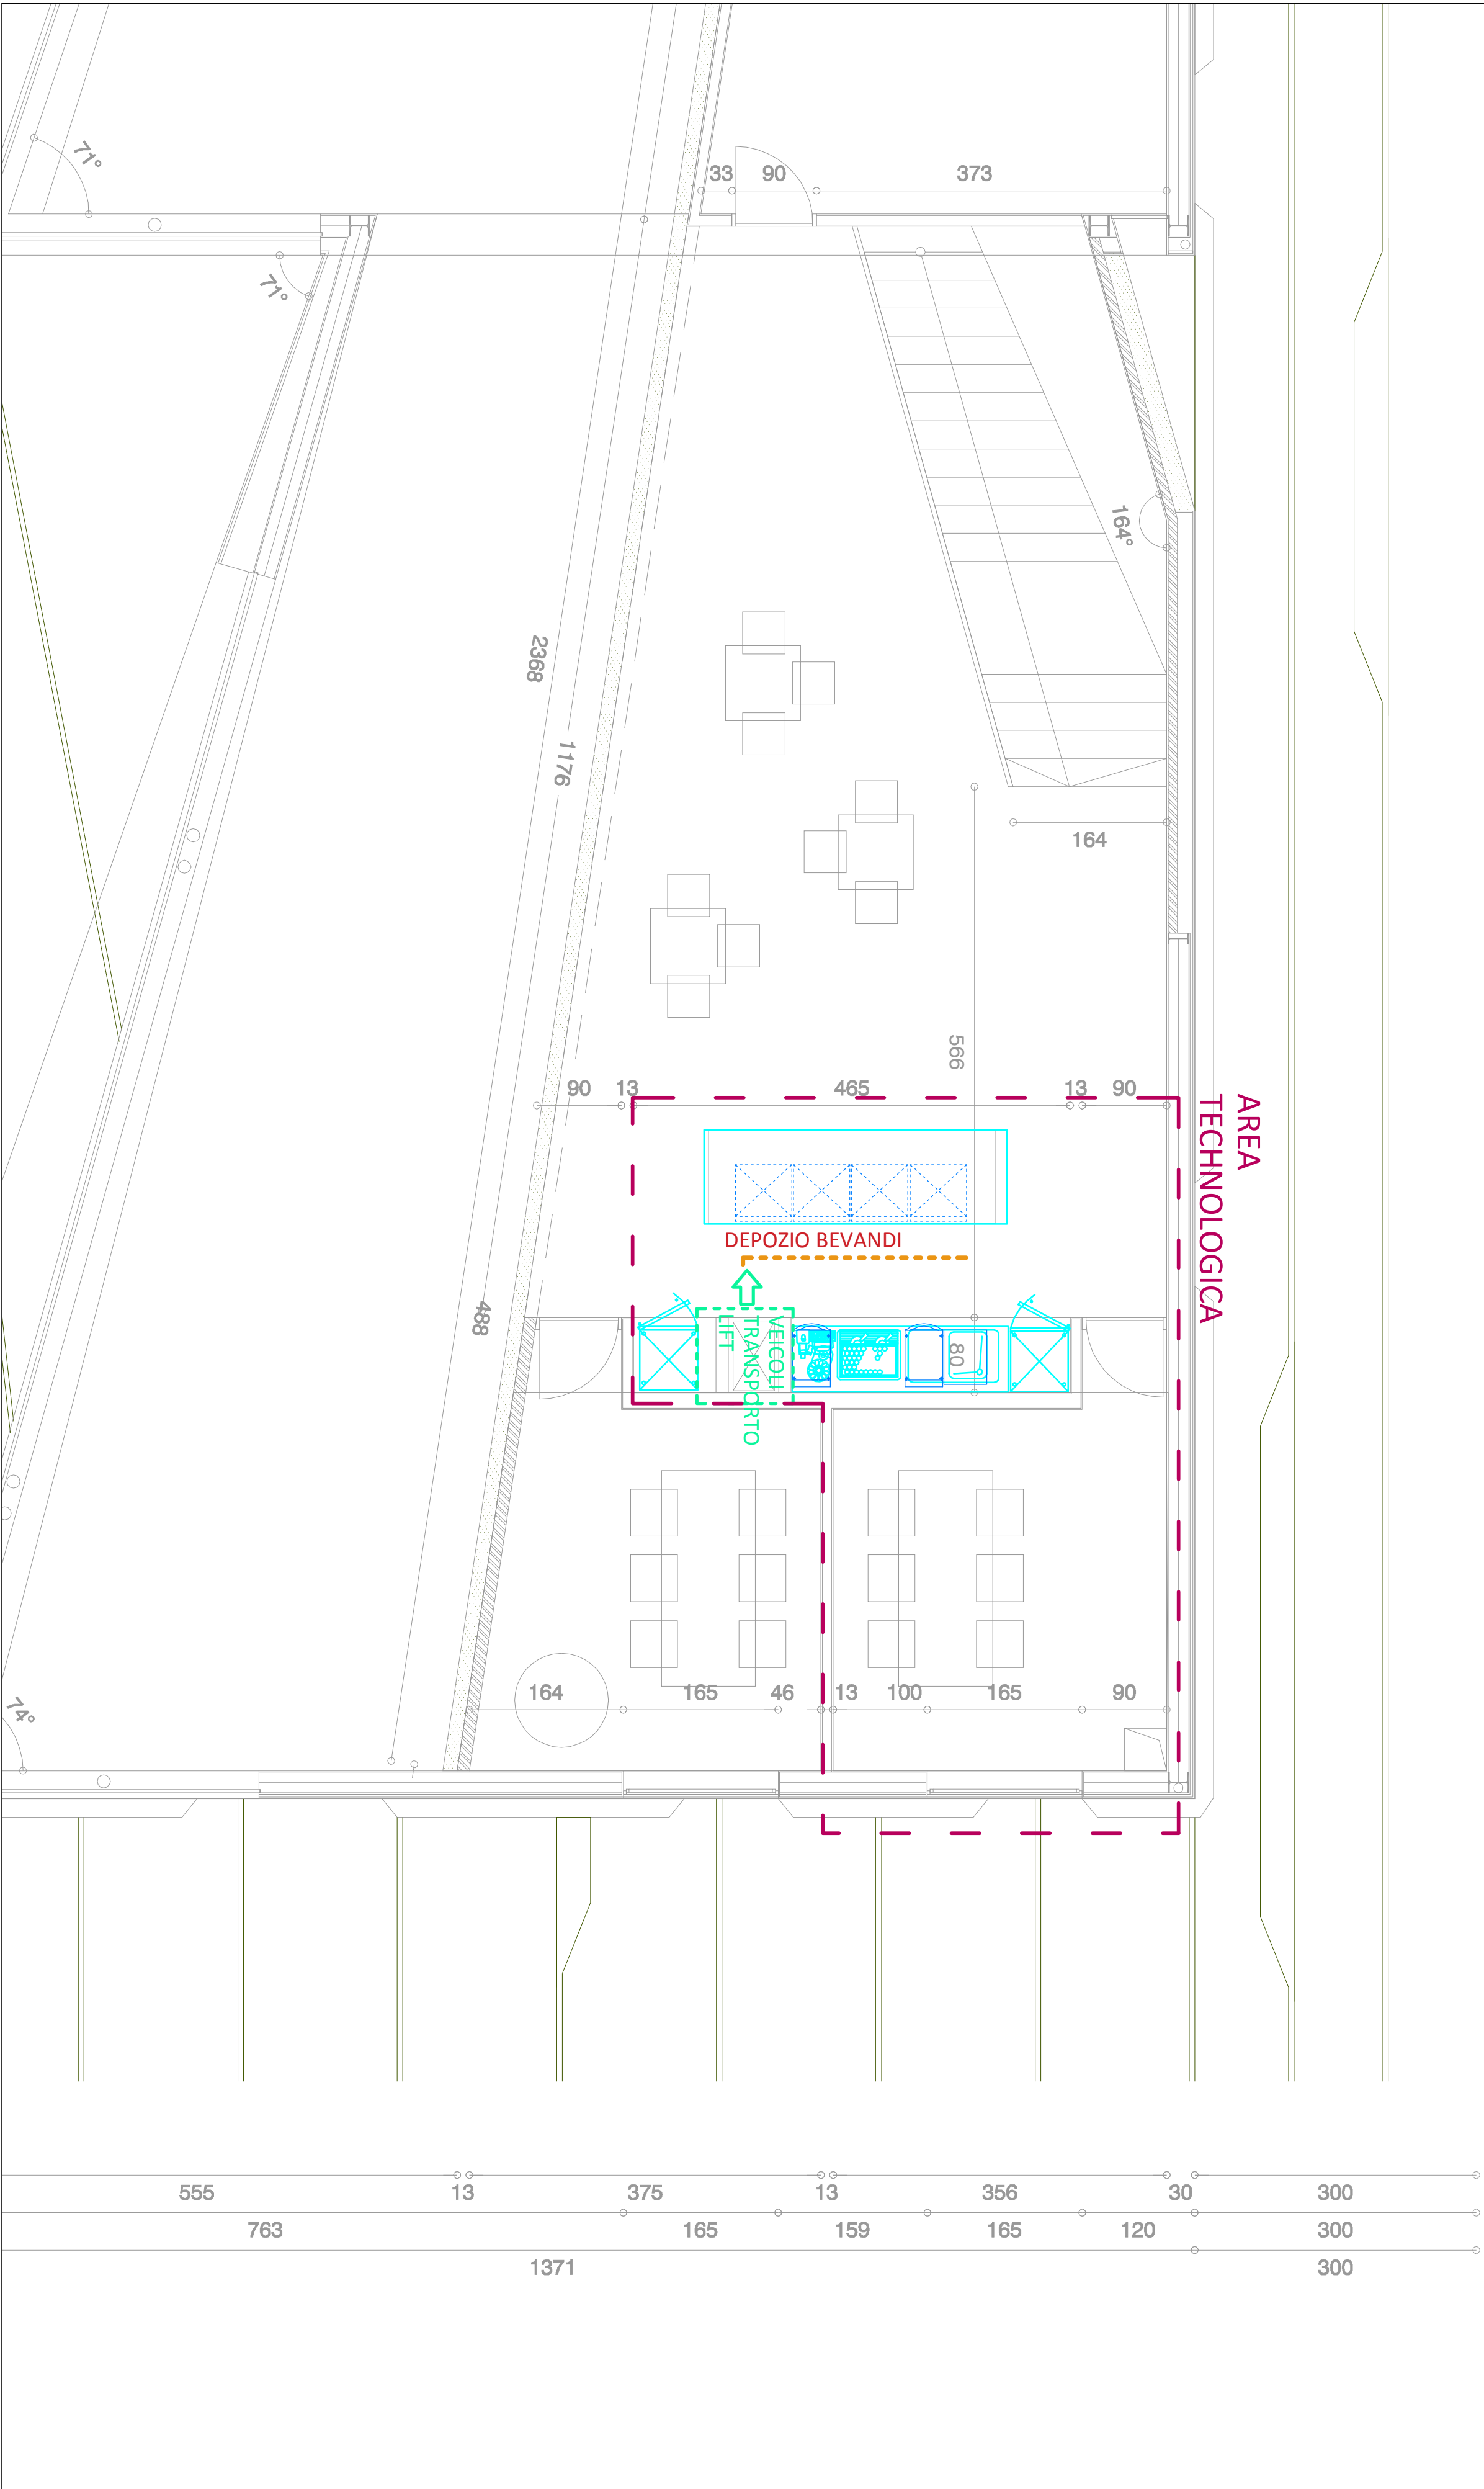 71°
33 90 373
71°
164°
2368
1176
164
566
90 13 465 13 90
AREA
TECHNOLOGICA
DEPOZIO BEVANDI
488
VEICOLI
TRANSPORTO
LIFT
80
164 165 46 13 100 165 90
74°
555 13 375 13 356 30 300
763 165 159 165 120 300
1371 300